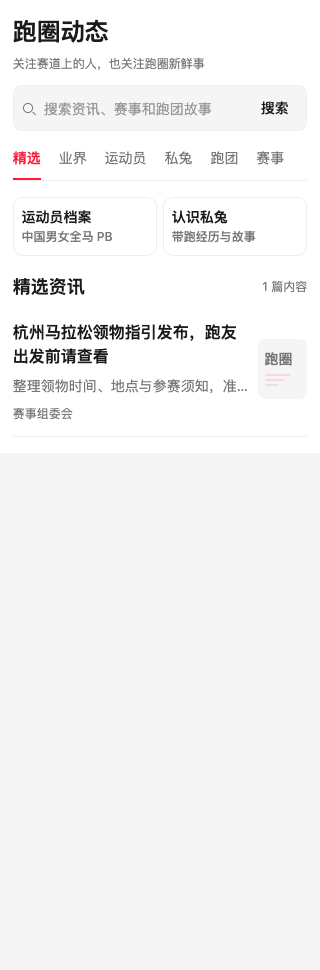 跑圈动态
关注赛道上的人，也关注跑圈新鲜事
搜索资讯、赛事和跑团故事 搜索
精选 业界 运动员 私兔 跑团 赛事
运动员档案 认识私兔
中国男女全马 PB 带跑经历与故事
精选资讯 1 篇内容
杭州马拉松领物指引发布，跑友
出发前请查看
跑圈
整理领物时间、地点与参赛须知，准...
赛事组委会